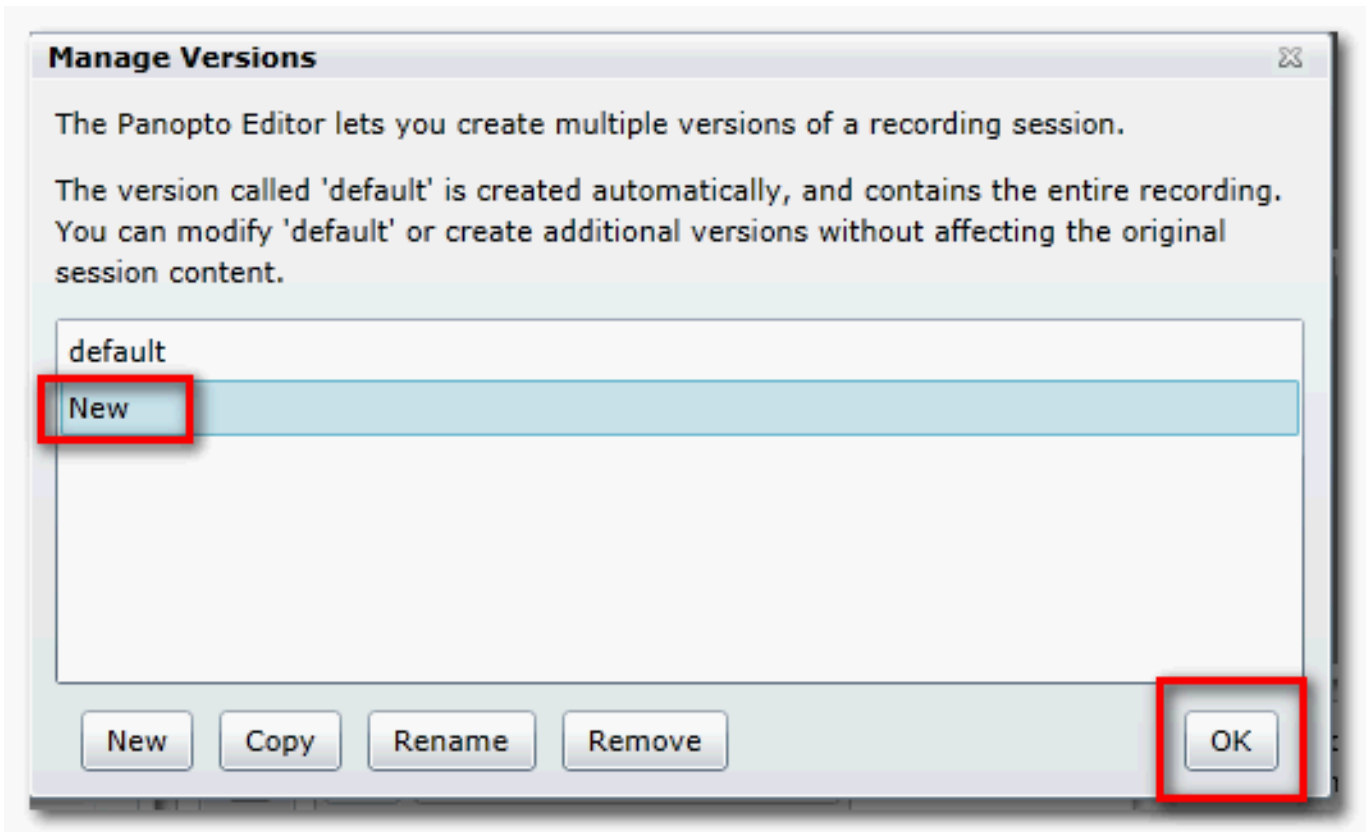 Manage Versions
The Panopto Editor lets you create multiple versions of a recording session.
The version called 'default' is created automatically, and contains the entire recording.
You can modify 'default' or create additional versions without affecting the original
session content.
default
New
New Copy Rename Remove OK